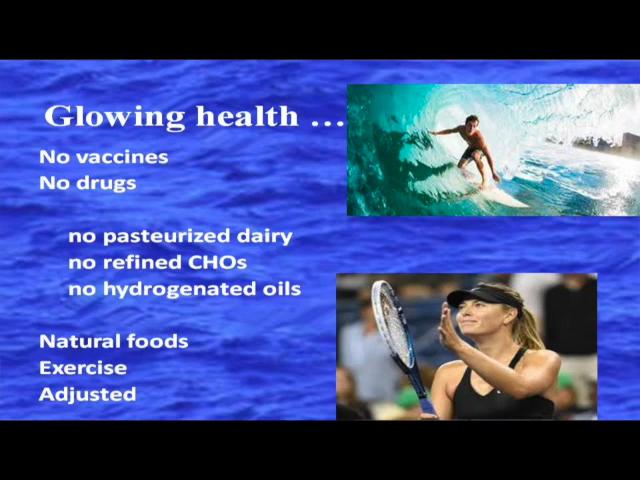 Glowing health ...
No vaccines
No drugs
no pasteurized dairy
no refined CHOs
no hydrogenated oils
Natural foods
Exercise
Adjusted